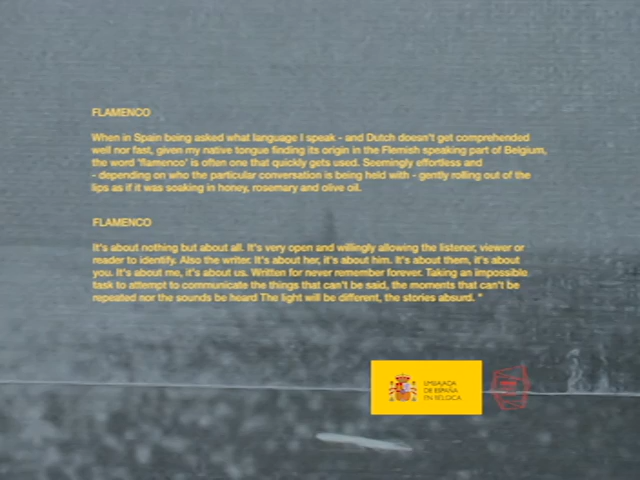 FLAMENCO
When in Spain being asked what language I speak - and Dutch doesn't get comprehended
well nor fast, given my native tongue finding its origin in the Flemish speaking part of Belgium,
the word 'flamenco' is often one that quickly gets used. Seemingly effortless and
- depending on who the particular conversation is being held with - gently rolling out of the
lips as if it was soaking in honey, rosemary and olive oil.
FLAMENCO
It's about nothing but about all. It's very open and willingly allowing the listener, viewer or
reader to identify. Also the writer. It's about her, it's about him. It's about them, it's about
you. It's about me, it's about us. Written for never remember forever. Taking an impossible
task to attempt to communicate the things that can't be said, the moments that can't be
repeated nor the sounds be heard The light will be different, the stories absurd. "
EMBAJADA
DE ESPAÑA
EN BÉLGICA